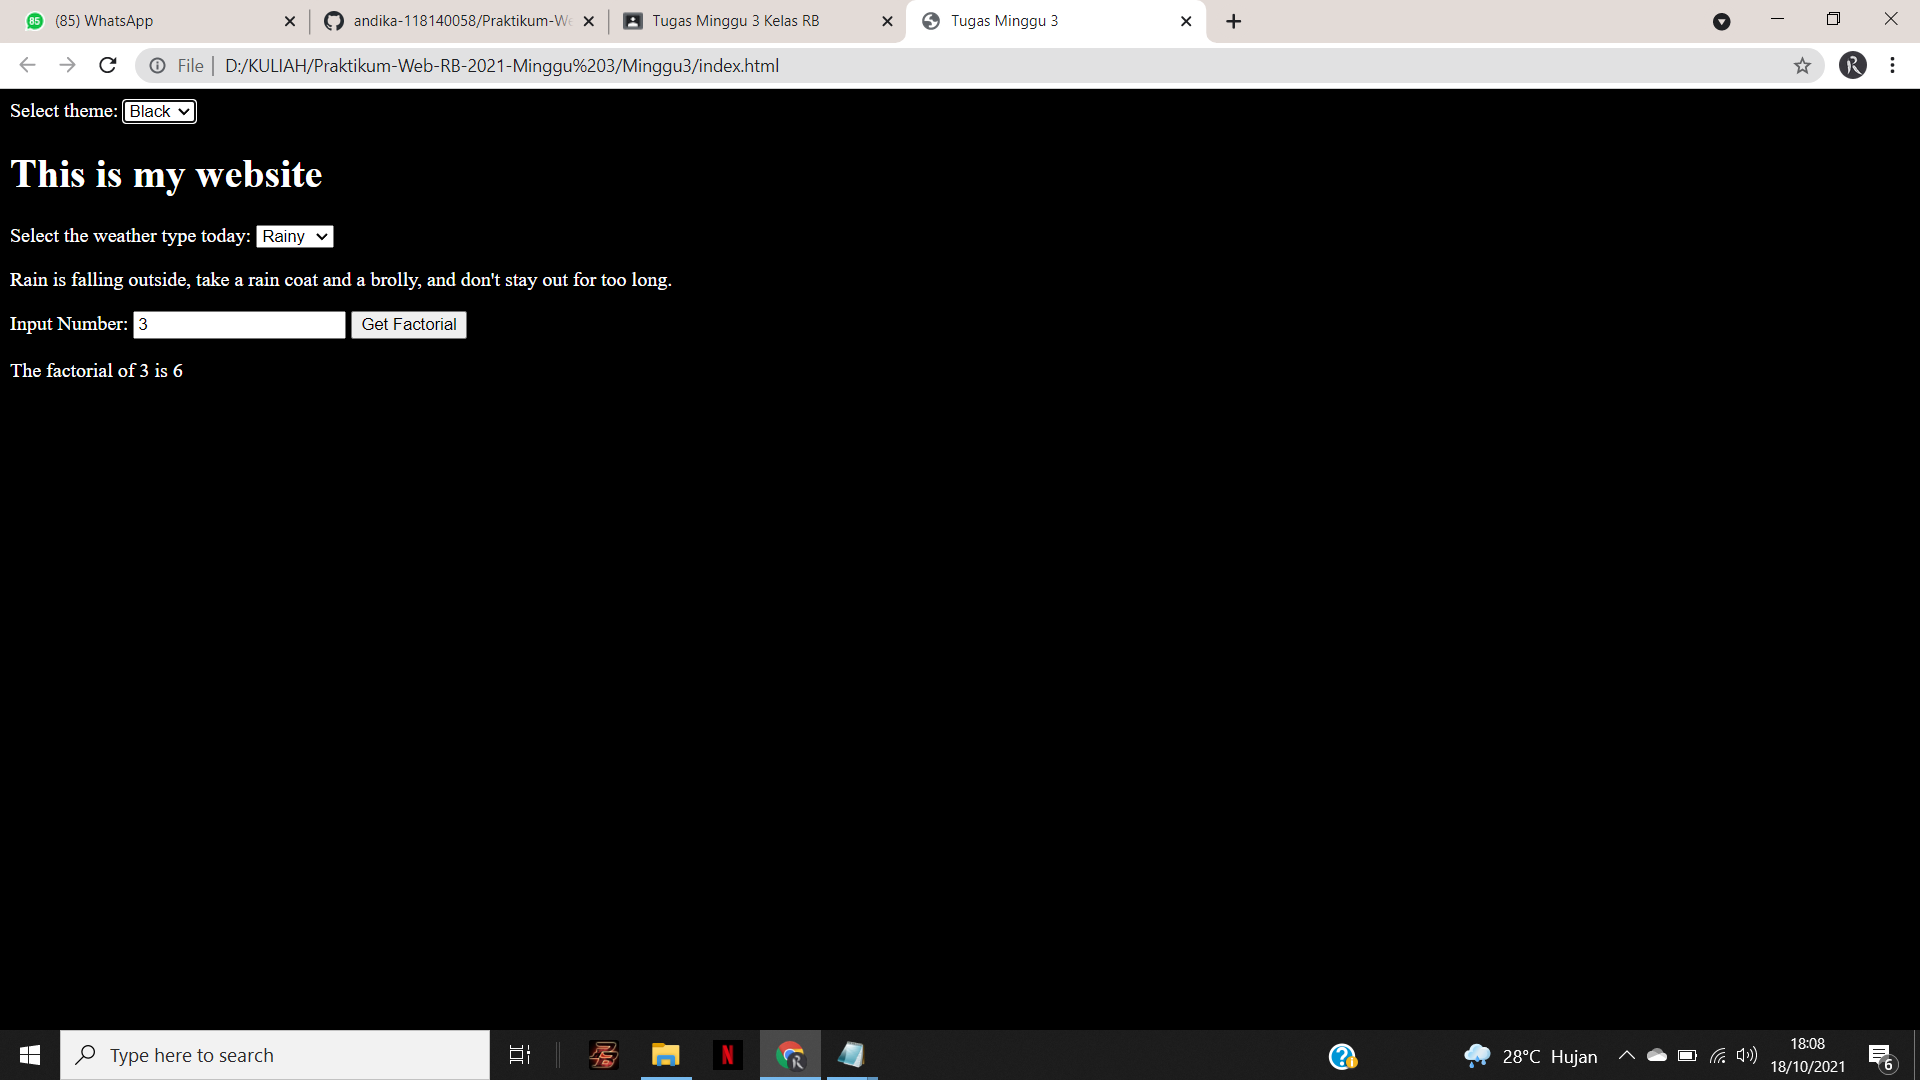 85 (85) WhatsApp
andika-118140058/Praktikum-We
Tugas Minggu 3 Kelas RB
Tugas Minggu 3
File | D:/KULIAH/Praktikum-Web-RB-2021-Minggu%203/Minggu3/index.html
Select theme: Black
This is my website
Select the weather type today: Rainy
Rain is falling outside, take a rain coat and a brolly, and don't stay out for too long.
Input Number: 3 Get Factorial
The factorial of 3 is 6
Type here to search
N
28°C Hujan
18:08
18/10/2021
6